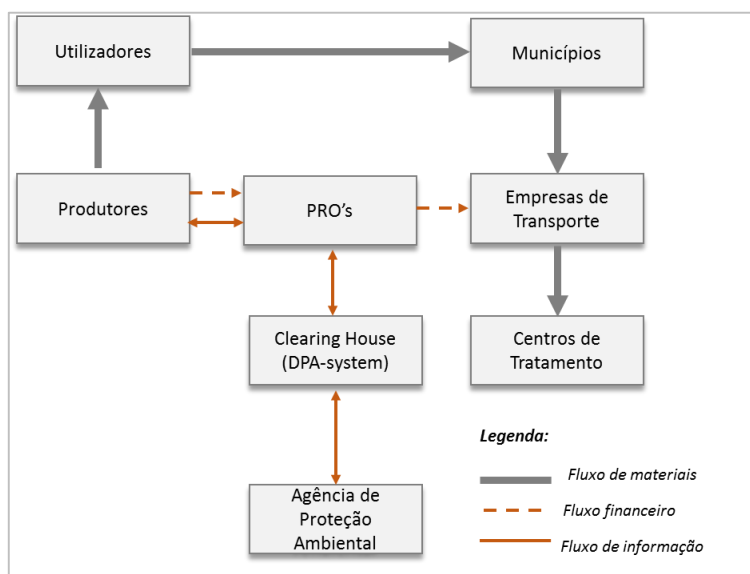 Utilizadores
Municípios
Produtores
PRO's
Empresas de
Transporte
Clearing House
(DPA-system)
Centros de
Tratamento
Agência de
Proteção
Ambiental
Legenda:
Fluxo de materiais
Fluxo financeiro
Fluxo de informação